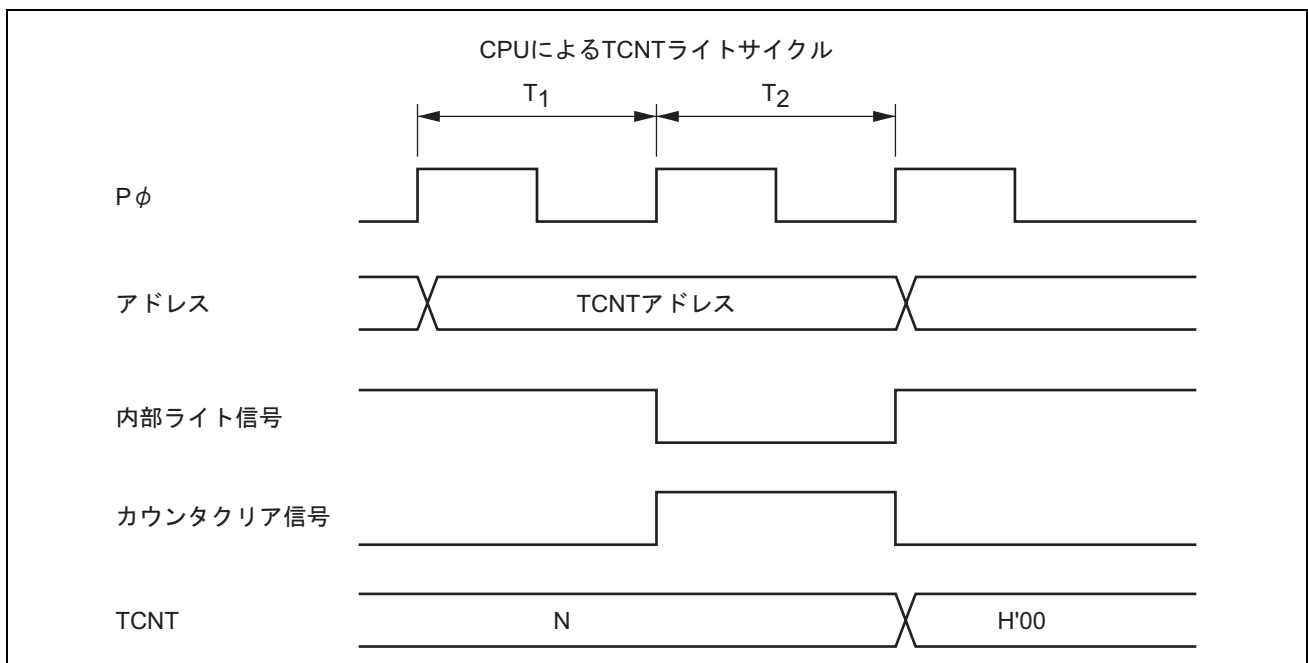 CPUによるTCNTライトサイクル
T1 T2
Pφ
アドレス TCNTアドレス
内部ライト信号
カウンタクリア信号
TCNT N H'00